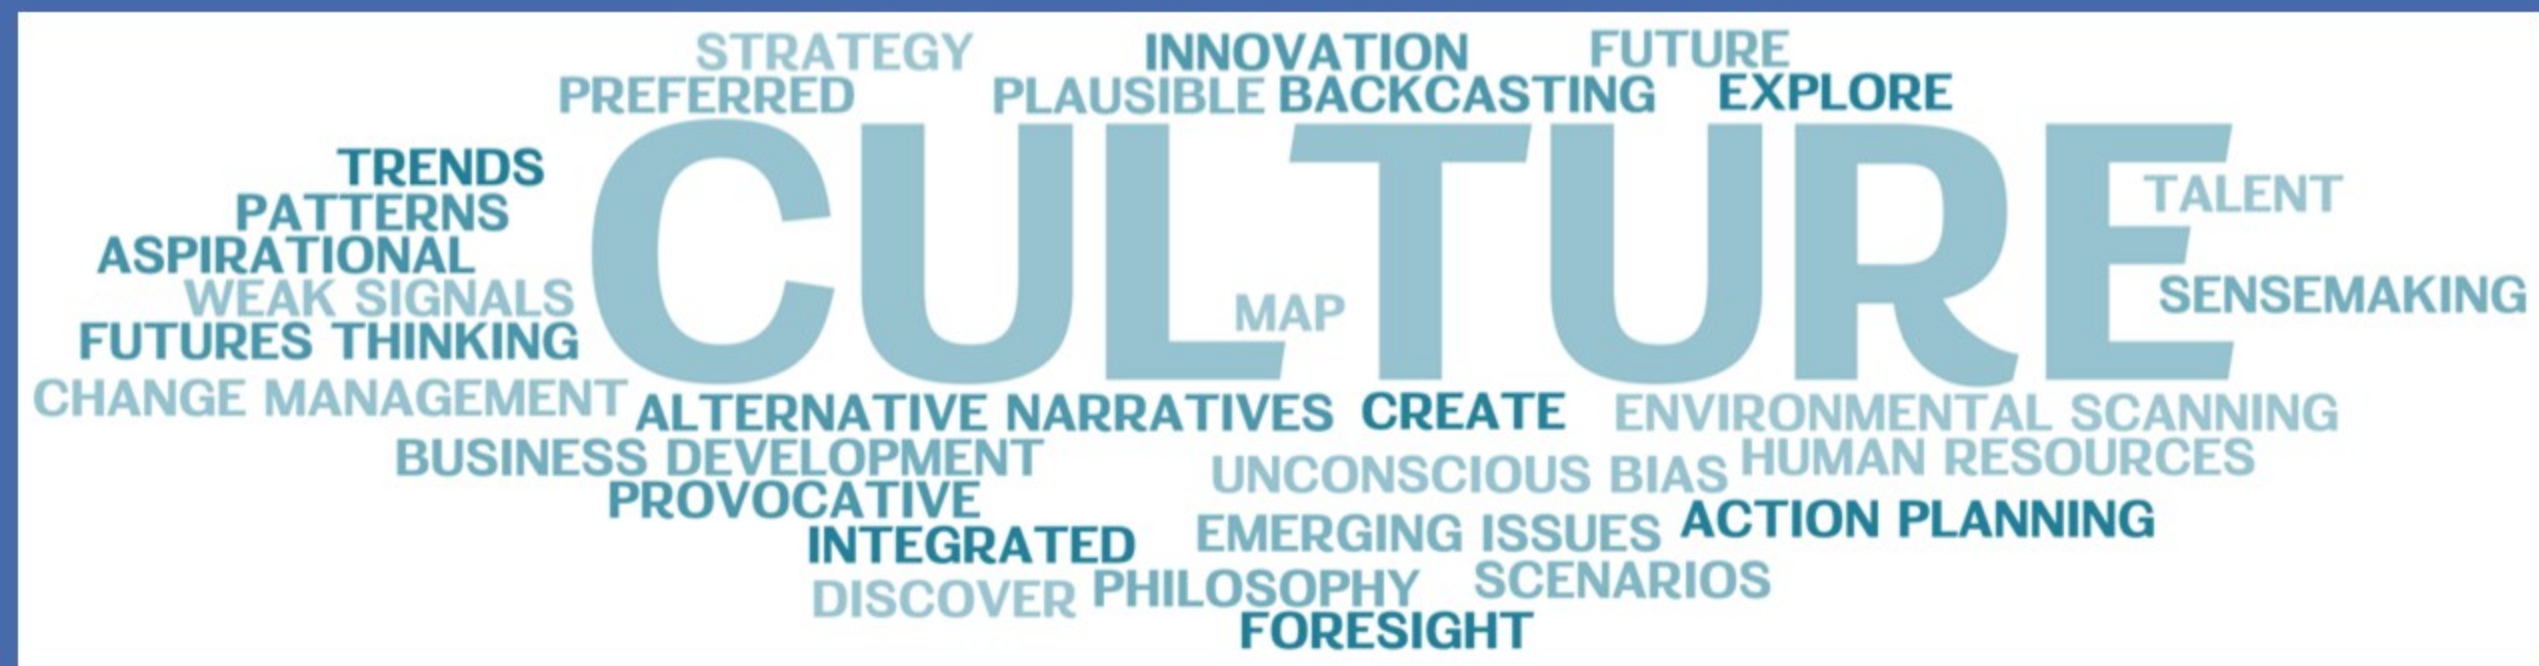 STRATEGY INNOVATION FUTURE
PREFERRED PLAUSIBLE BACKCASTING EXPLORE
CULTURE
TRENDS
TALENT
PATTERNS
ASPIRATIONAL
WEAK SIGNALS
SENSEMAKING
MAP
FUTURES THINKING
CHANGE MANAGEMENT
ALTERNATIVE NARRATIVES CREATE ENVIRONMENTAL SCANNING
BUSINESS DEVELOPMENT
UNCONSCIOUS BIAS HUMAN RESOURCES
PROVOCATIVE
INTEGRATED EMERGING ISSUES ACTION PLANNING
DISCOVER PHILOSOPHY SCENARIOS
FORESIGHT